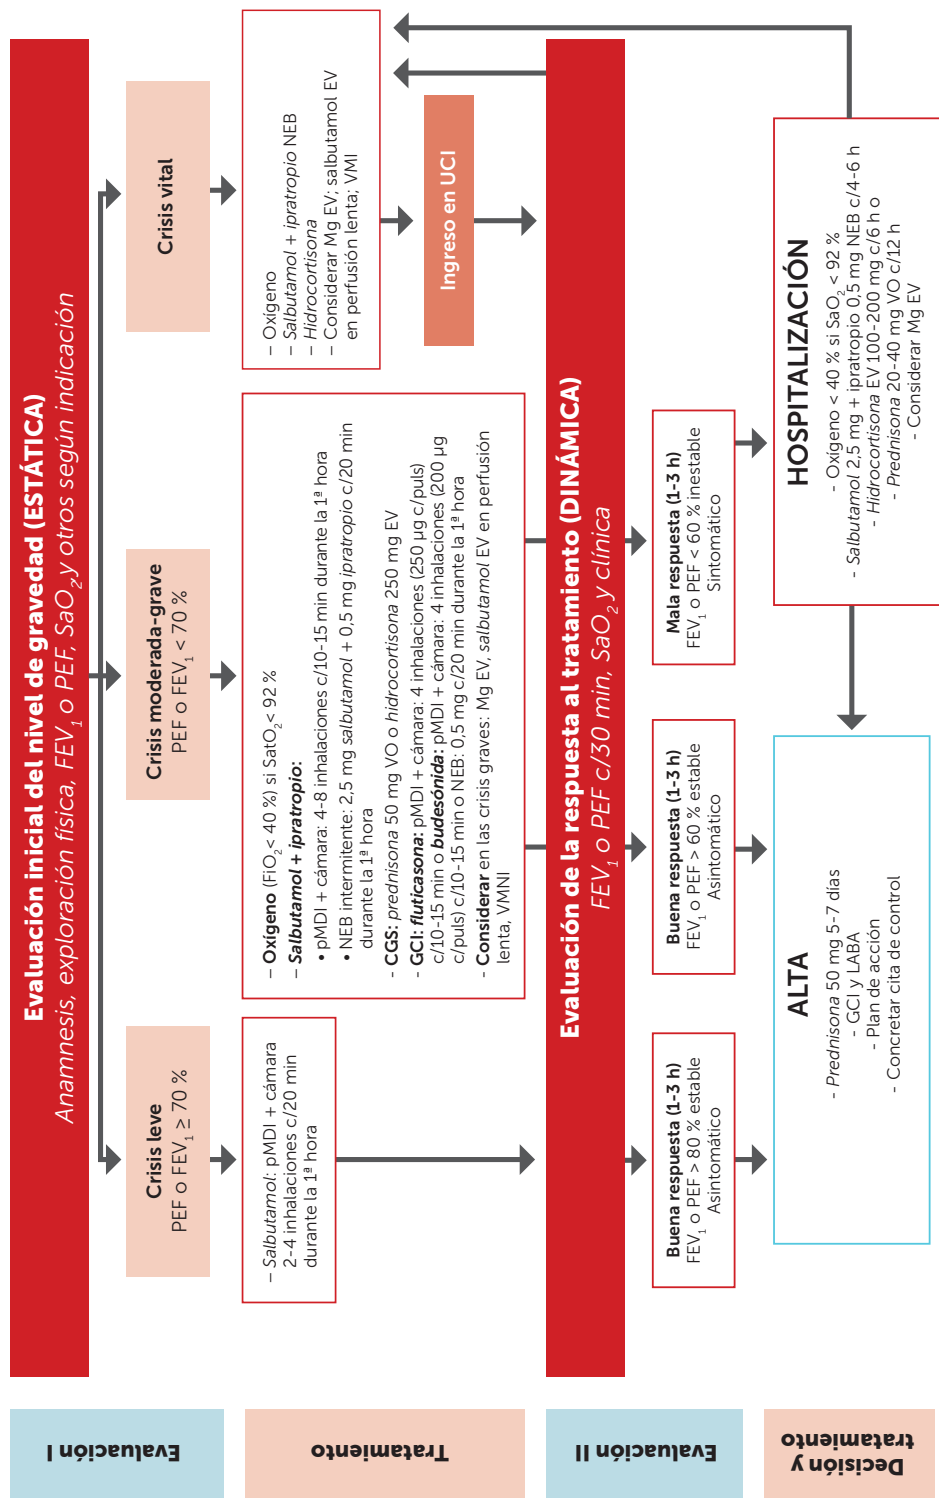 Evaluación I
Evaluación inicial del nivel de gravedad (ESTÁTICA)
Anamnesis, exploración física, FEV₁ o PEF, SaO₂ y otros según indicación
Crisis leve
PEF o FEV₁ ≥ 70 %
Crisis moderada-grave
PEF o FEV₁ < 70 %
Crisis vital
Tratamiento
– Salbutamol: pMDI + cámara
2-4 inhalaciones c/20 min
durante la 1ª hora
– Oxígeno (FiO₂< 40 %) si SatO₂< 92 %
– Salbutamol + ipratropio:
• pMDI + cámara: 4-8 inhalaciones c/10-15 min durante la 1ª hora
• NEB intermitente: 2,5 mg salbutamol + 0,5 mg ipratropio c/20 min
durante la 1ª hora
- CGS: prednisona 50 mg VO o hidrocortisona 250 mg EV
- GCI: fluticasona: pMDI + cámara: 4 inhalaciones (250 µg c/puls)
c/10-15 min o budesónida: pMDI + cámara: 4 inhalaciones (200 µg
c/puls) c/10-15 min o NEB: 0,5 mg c/20 min durante la 1ª hora
- Considerar en las crisis graves: Mg EV, salbutamol EV en perfusión
lenta, VMNI
– Oxígeno
– Salbutamol + ipratropio NEB
– Hidrocortisona
– Considerar Mg EV; salbutamol EV
en perfusión lenta; VMI
Ingreso en UCI
Evaluación II
Evaluación de la respuesta al tratamiento (DINÁMICA)
FEV₁ o PEF c/30 min, SaO₂ y clínica
Buena respuesta (1-3 h)
FEV₁ o PEF > 80 % estable
Asintomático
Buena respuesta (1-3 h)
FEV₁ o PEF > 60 % estable
Asintomático
Mala respuesta (1-3 h)
FEV₁ o PEF < 60 % inestable
Sintomático
Decisión y
tratamiento
ALTA
- Prednisona 50 mg 5-7 días
- GCI y LABA
- Plan de acción
- Concretar cita de control
HOSPITALIZACIÓN
- Oxígeno < 40 % si SaO₂ < 92 %
- Salbutamol 2,5 mg + ipratropio 0,5 mg NEB c/4-6 h
- Hidrocortisona EV 100-200 mg c/6 h o
- Prednisona 20-40 mg VO c/12 h
- Considerar Mg EV